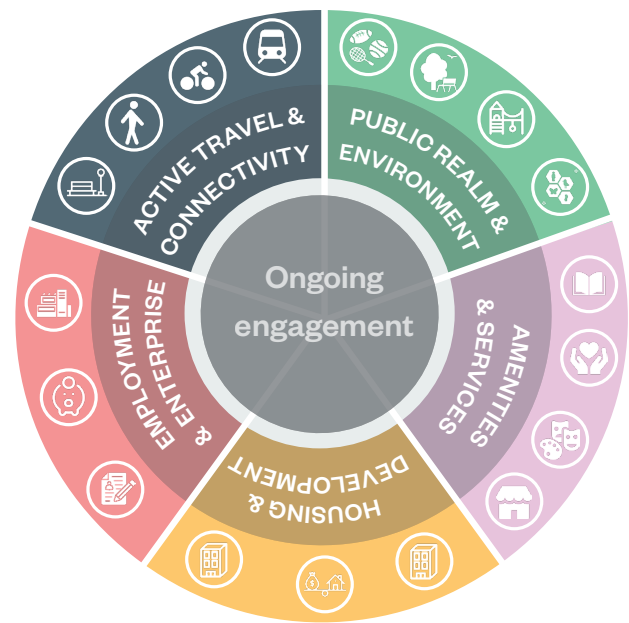 ACTIVE TRAVEL &
CONNECTIVITY
PUBLIC REALM &
ENVIRONMENT
Ongoing
engagement
EMPLOYMENT
& ENTERPRISE
AMENITIES
& SERVICES
HOUSING &
DEVELOPMENT